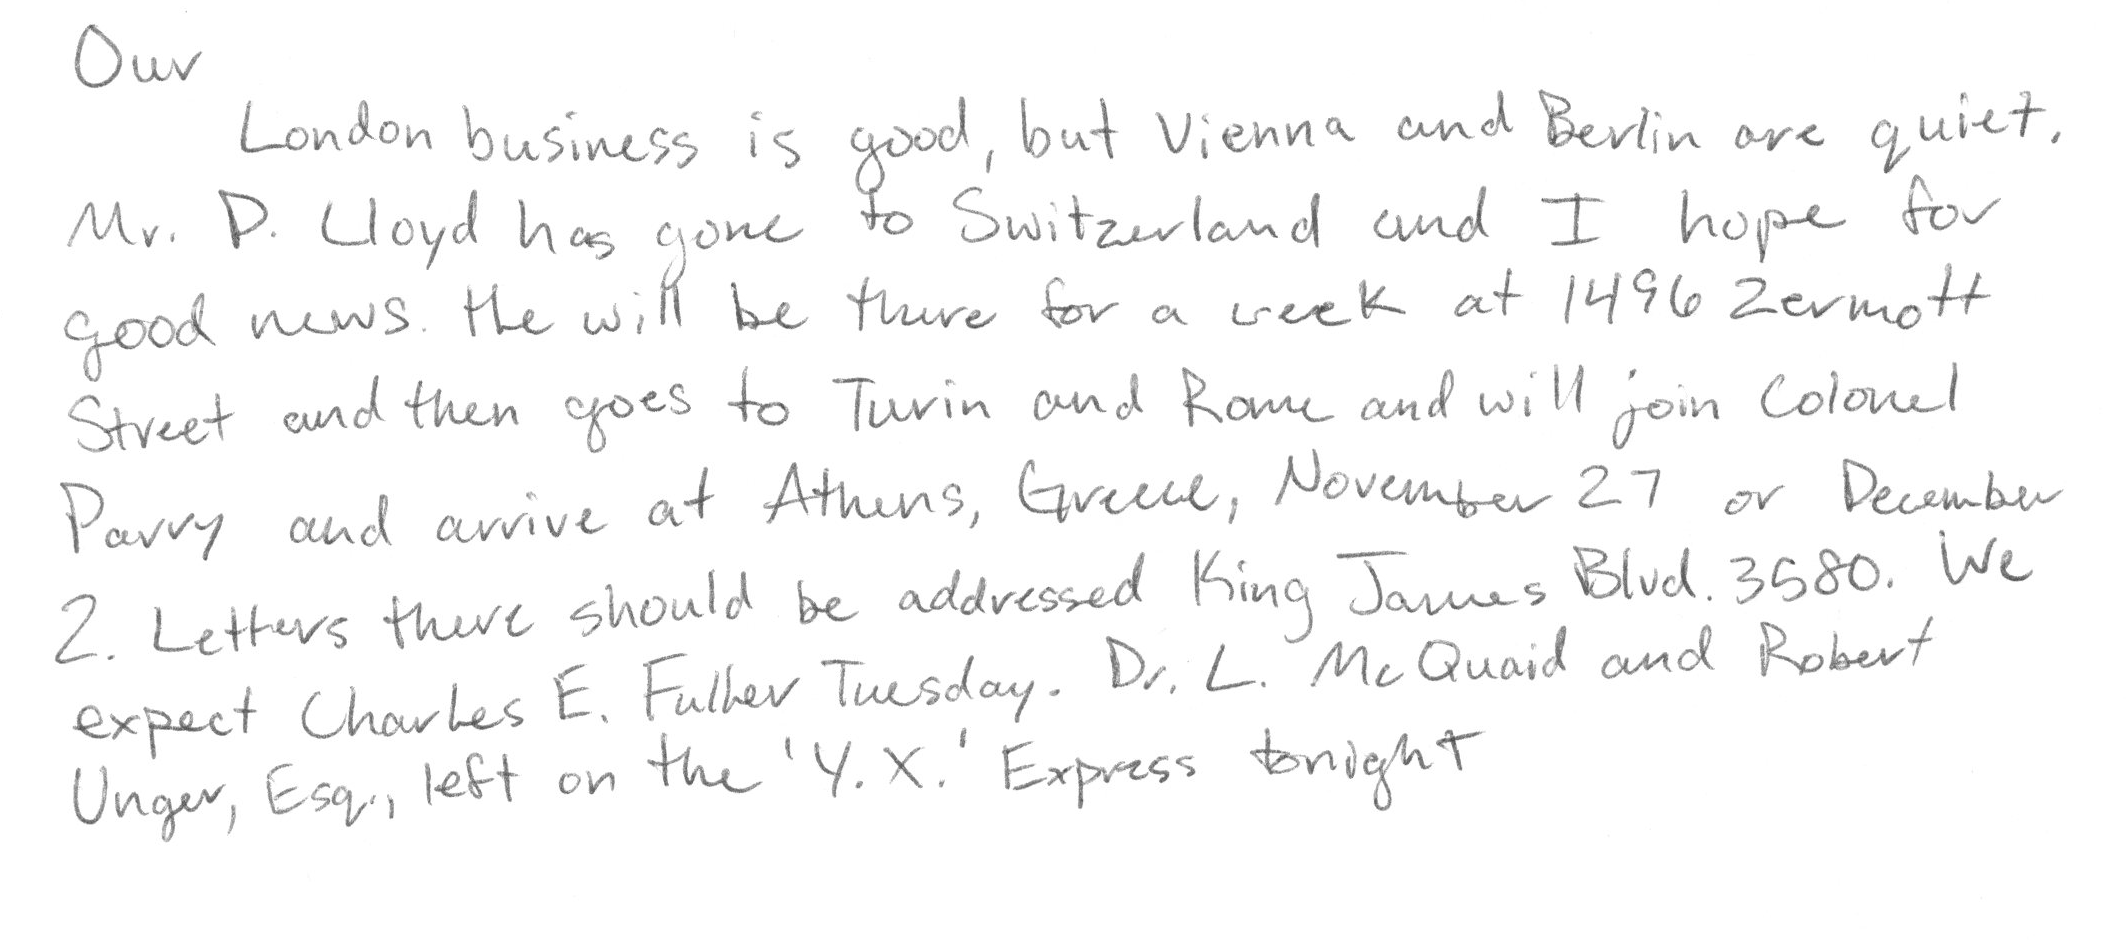 Our
London business is good, but Vienna and Berlin are quiet.
Mr. D. Lloyd has gone to Switzerland and I hope for
good news. He will be there for a week at 1496 Zermott
Street and then goes to Turin and Rome and will join Colonel
Parry and arrive at Athens, Greece, November 27 or December
2. Letters there should be addressed King James Blvd. 3580. We
expect Charles E. Fuller Tuesday. Dr. L. McQuaid and Robert
Unger, Esq., left on the 'Y.X.' Express tonight